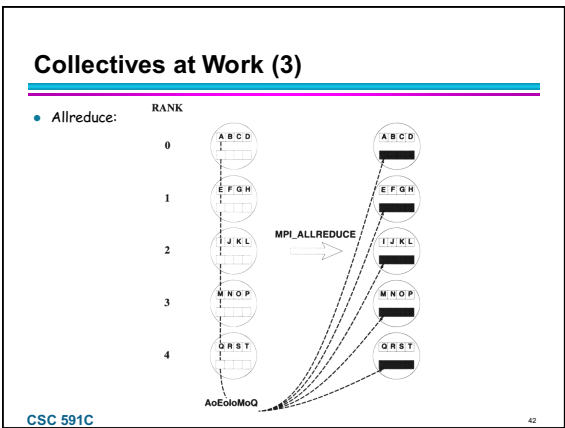 Collectives at Work (3)
• Allreduce:
RANK
0
A B C D
A B C D
1
E F G H
E F G H
MPI_ALLREDUCE
2
I J K L
I J K L
3
M N O P
M N O P
4
Q R S T
Q R S T
AoEoIoMoQ
CSC 591C
42